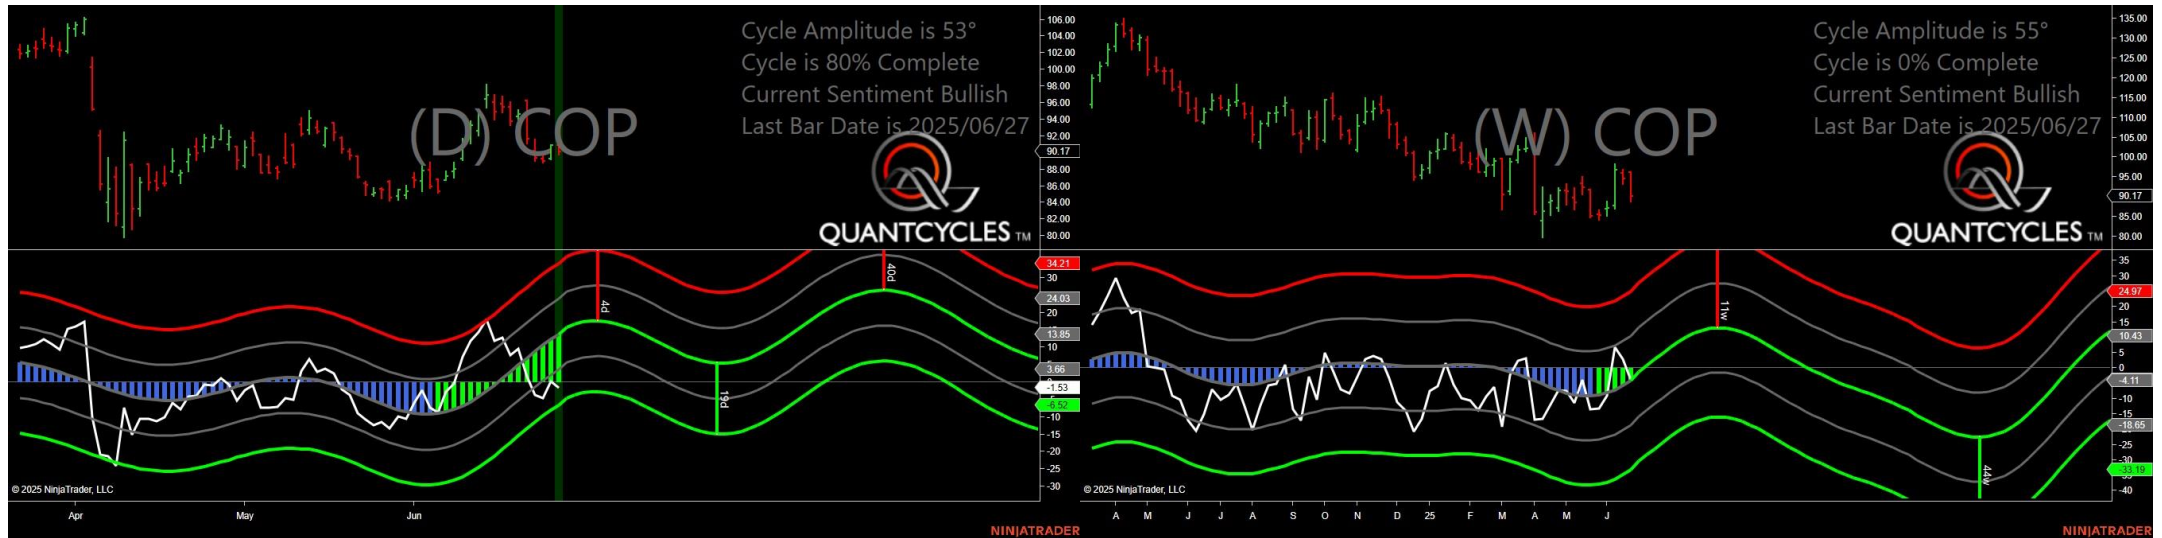 Cycle Amplitude is 53°
Cycle is 80% Complete
Current Sentiment Bullish
Last Bar Date is 2025/06/27
(D) COP
QUANTCYCLES TM
106.00
104.00
102.00
100.00
98.00
96.00
94.00
92.00
90.17
88.00
86.00
84.00
82.00
80.00
34.21
30
24.03
20
13.85
10
3.66
-1.53
-6.52
-10
-15
-20
-25
-30
4d
19d
40d
© 2025 NinjaTrader, LLC
Apr May Jun
NINJATRADER
Cycle Amplitude is 55°
Cycle is 0% Complete
Current Sentiment Bullish
Last Bar Date is 2025/06/27
(W) COP
QUANTCYCLES TM
135.00
130.00
125.00
120.00
115.00
110.00
105.00
100.00
95.00
90.17
85.00
80.00
35
30
24.97
20
15
10.43
5
0
-4.11
-10
-15
-18.65
-25
-30
-33.19
-40
11w
44w
© 2025 NinjaTrader, LLC
A M J J A S O N D 25 F M A M J
NINJATRADER